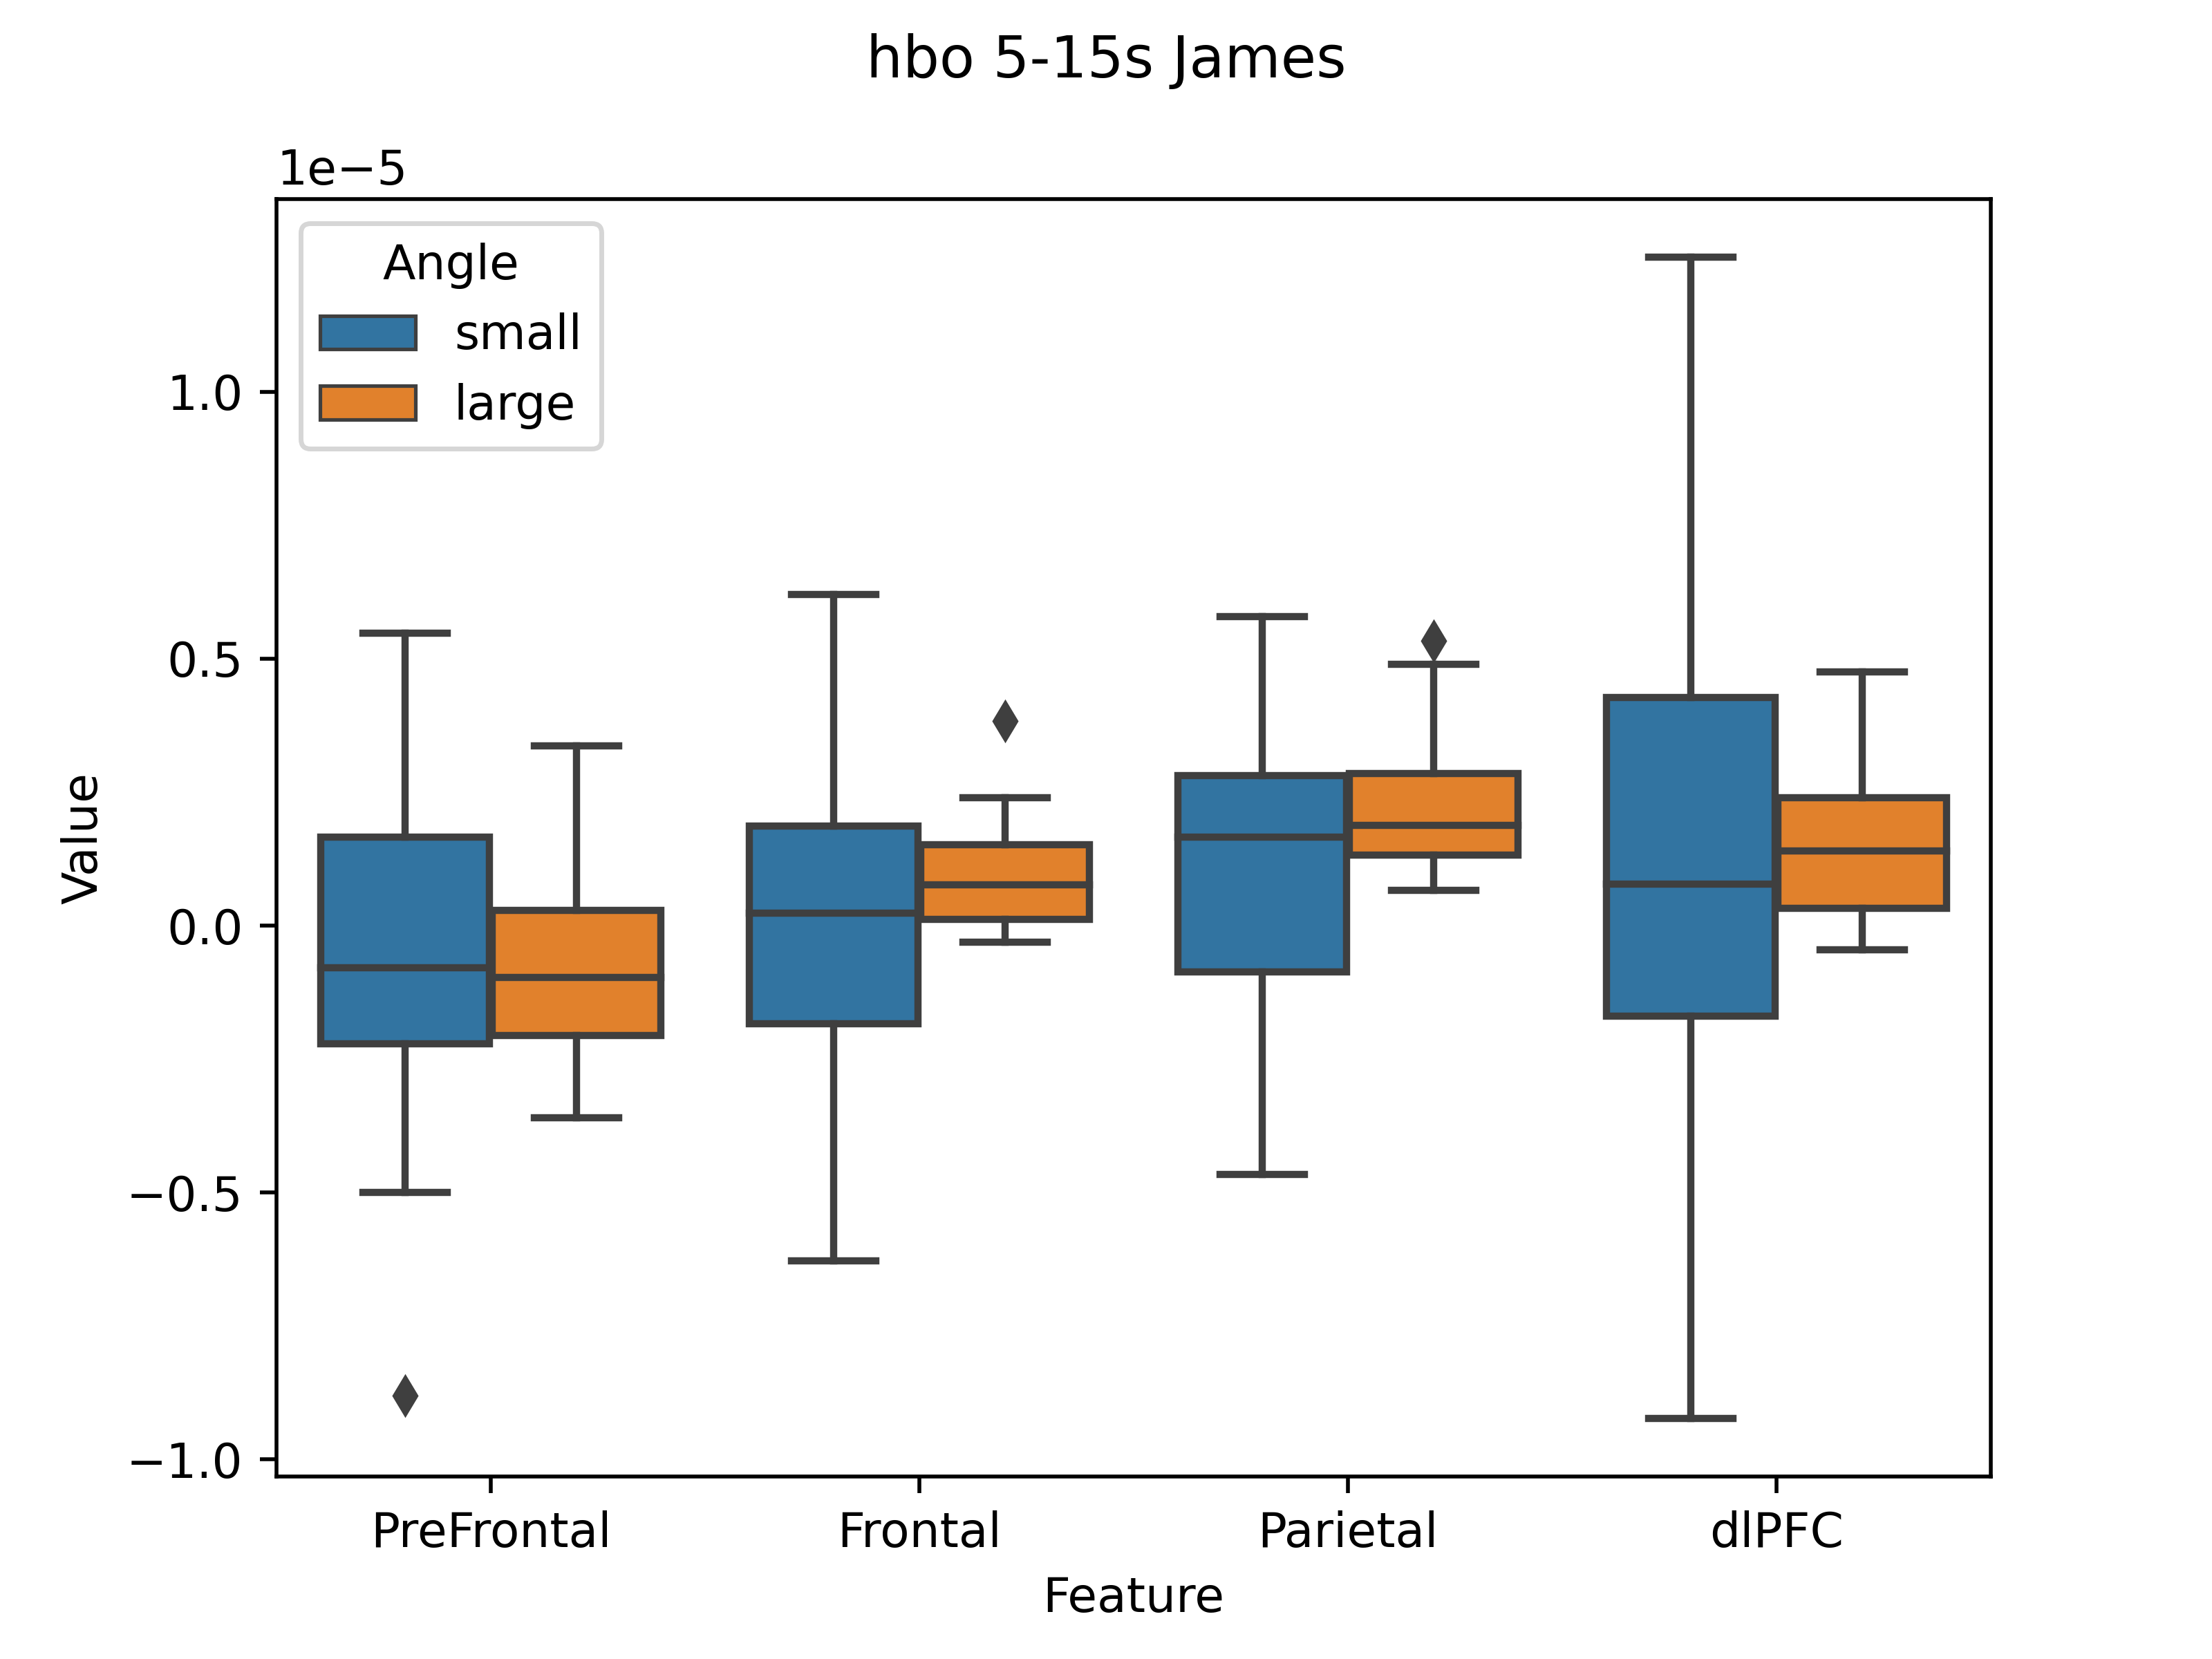 hbo 5-15s James
1e−5
Angle
small
large
1.0
0.5
0.0
−0.5
−1.0
Value
PreFrontal
Frontal
Parietal
dlPFC
Feature